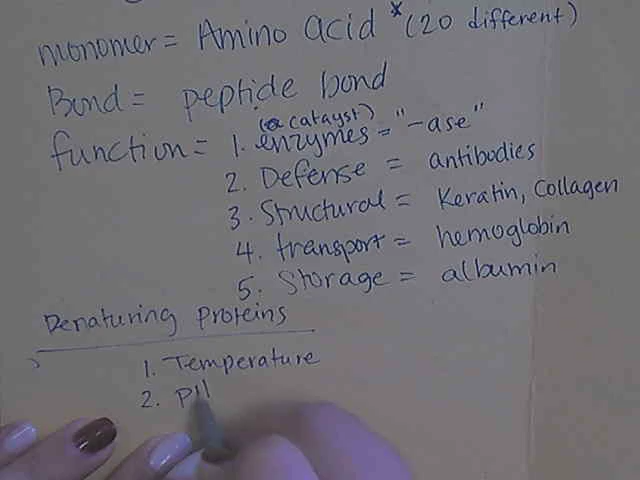 monomer = Amino acid *(20 different)
Bond = peptide bond
(a catayst)
function = 1. enzymes = "-ase"
2. Defense = antibodies
3. Structural = Keratin, Collagen
4. transport = hemoglobin
5. Storage = albumin
Denaturing Proteins
1. Temperature
2. pH